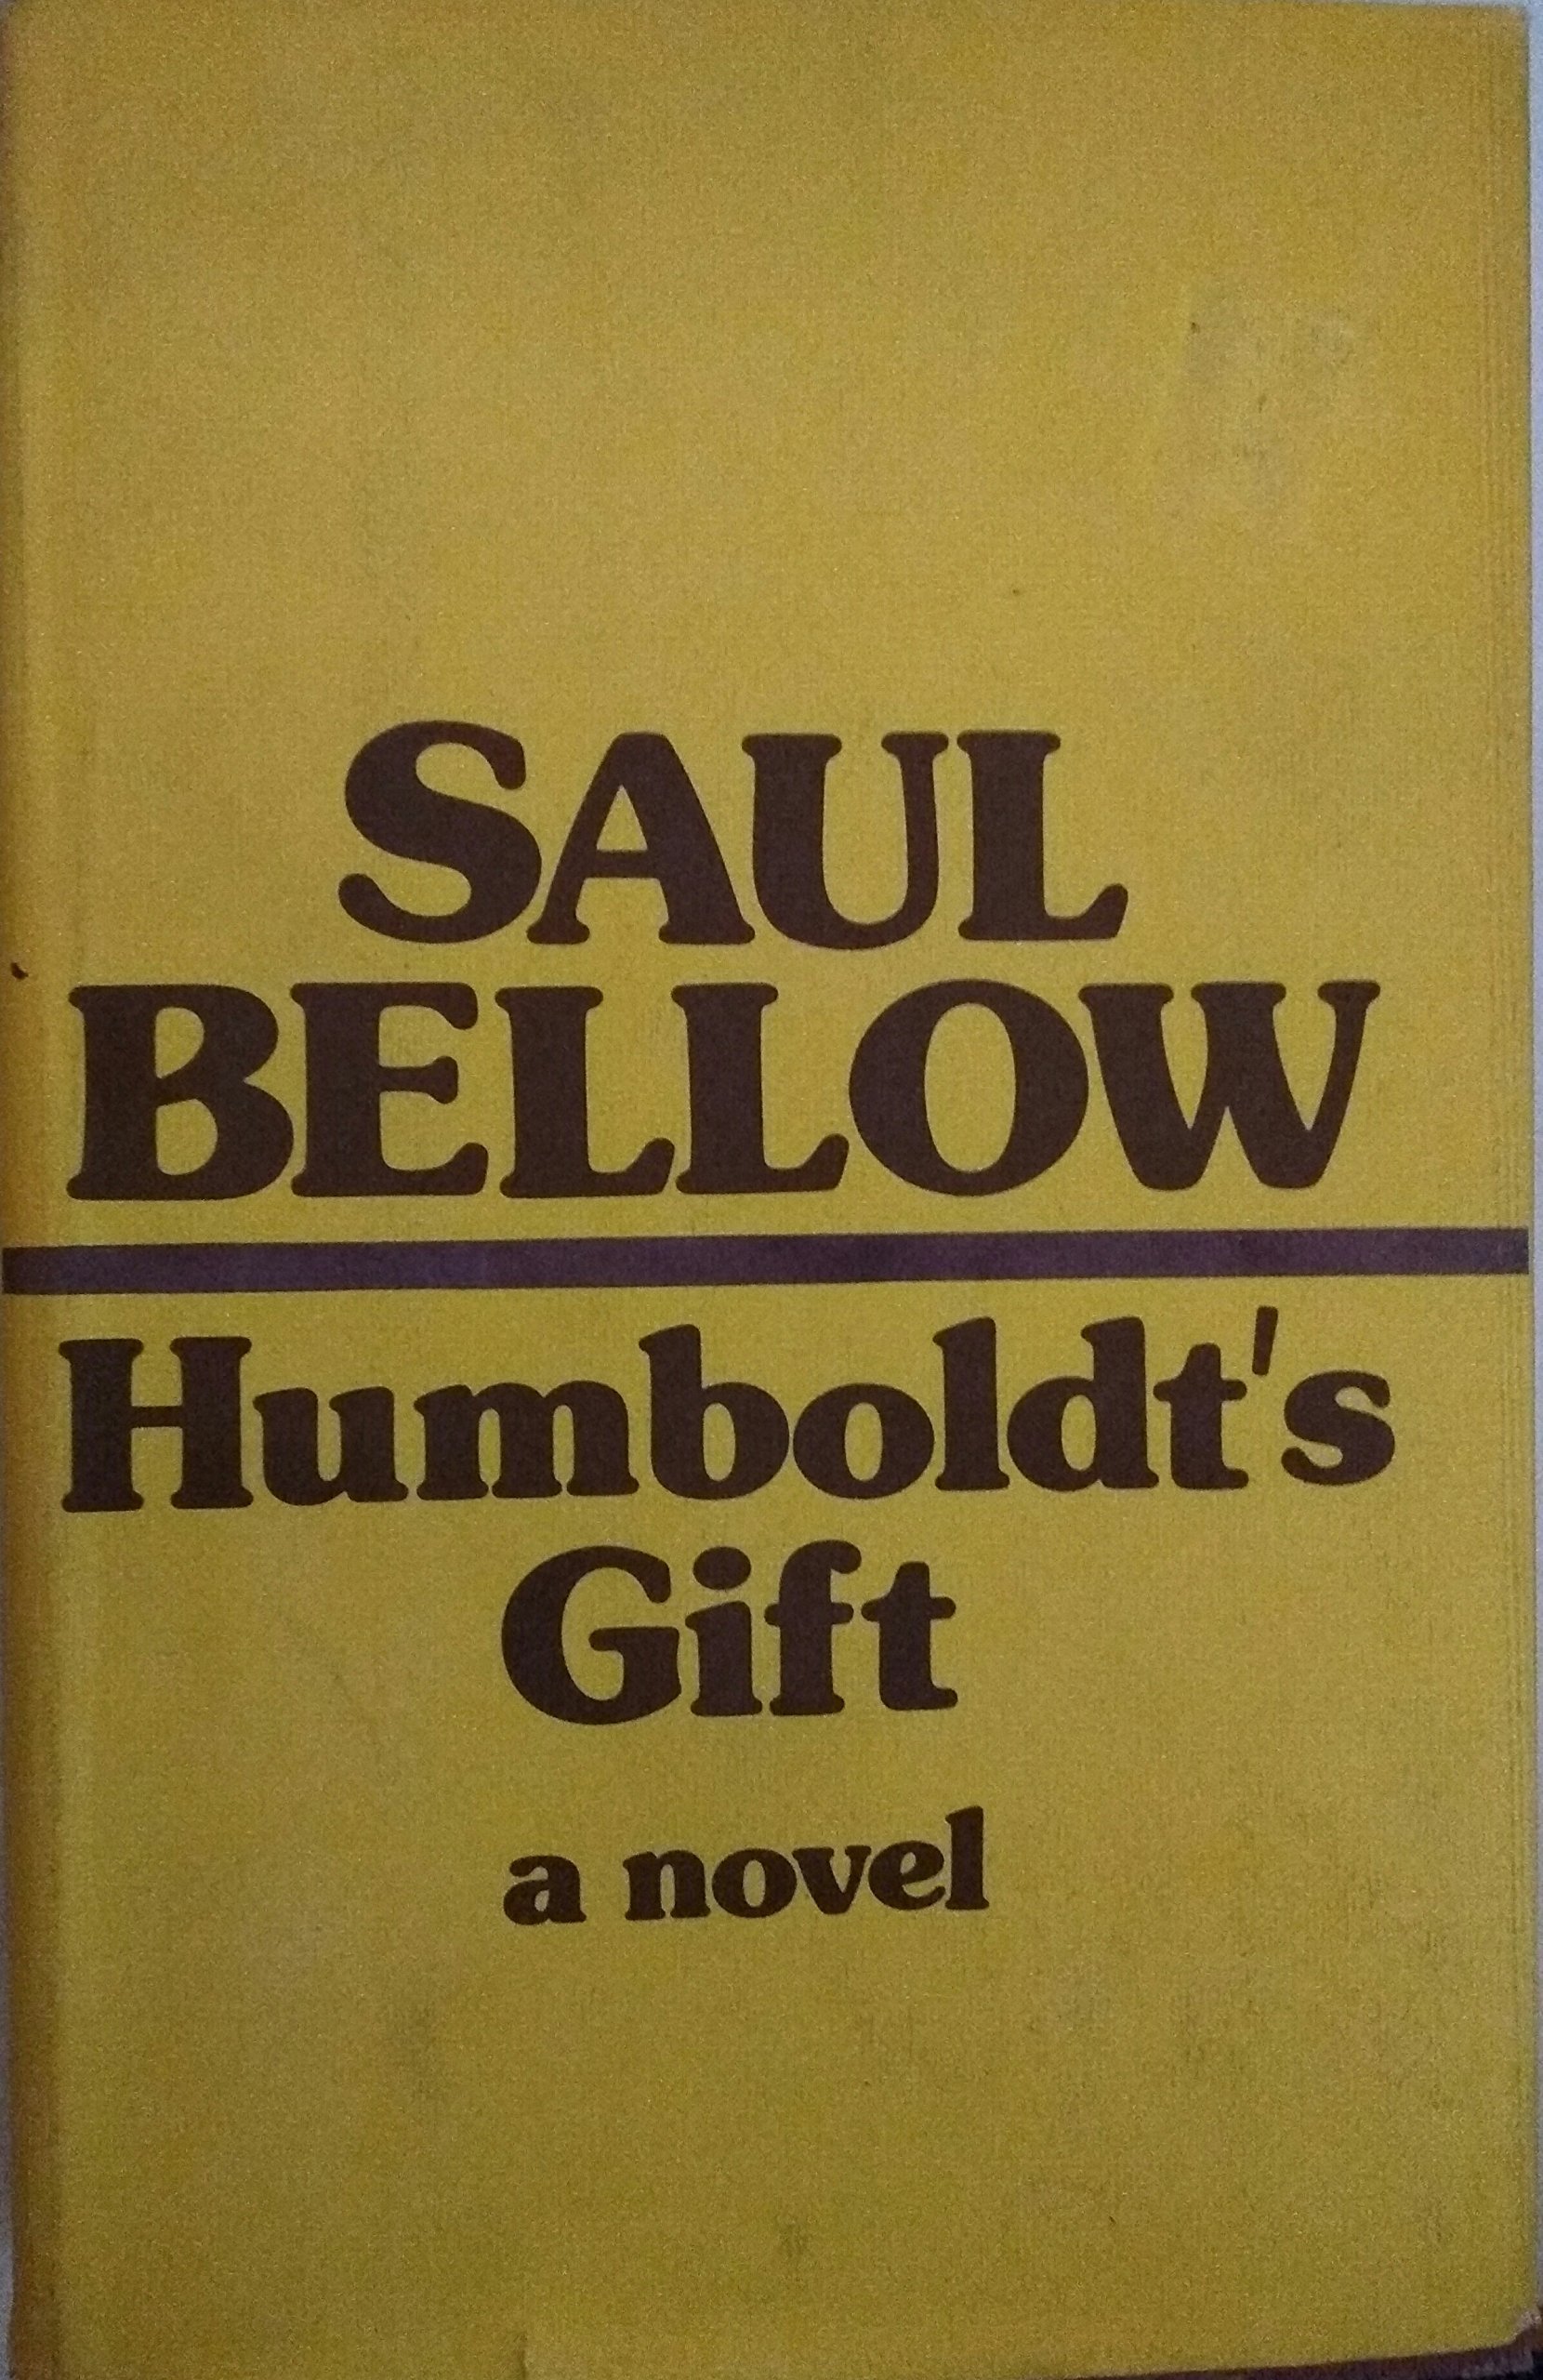 SAUL
BELLOW
Humboldt's
Gift
a novel